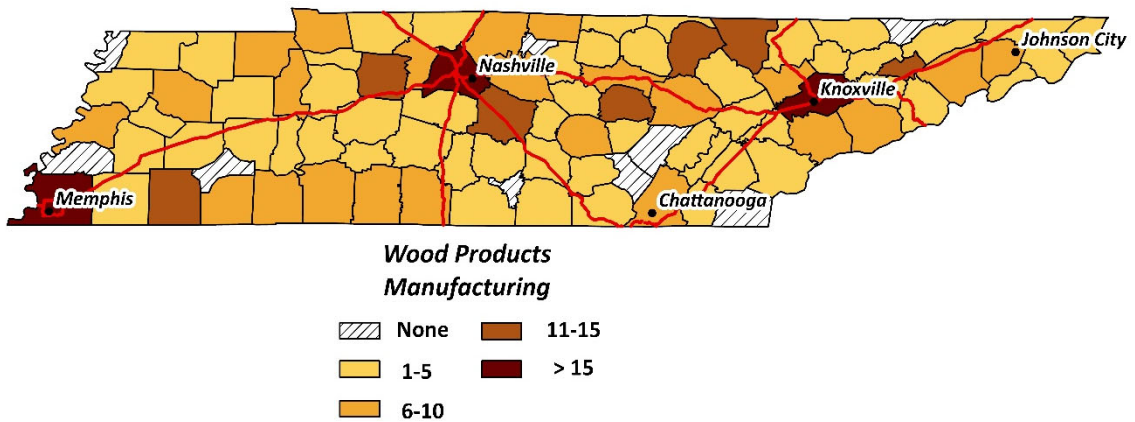 Johnson City
Nashville
Knoxville
Memphis
Chattanooga
Wood Products
Manufacturing
None
11-15
1-5
> 15
6-10